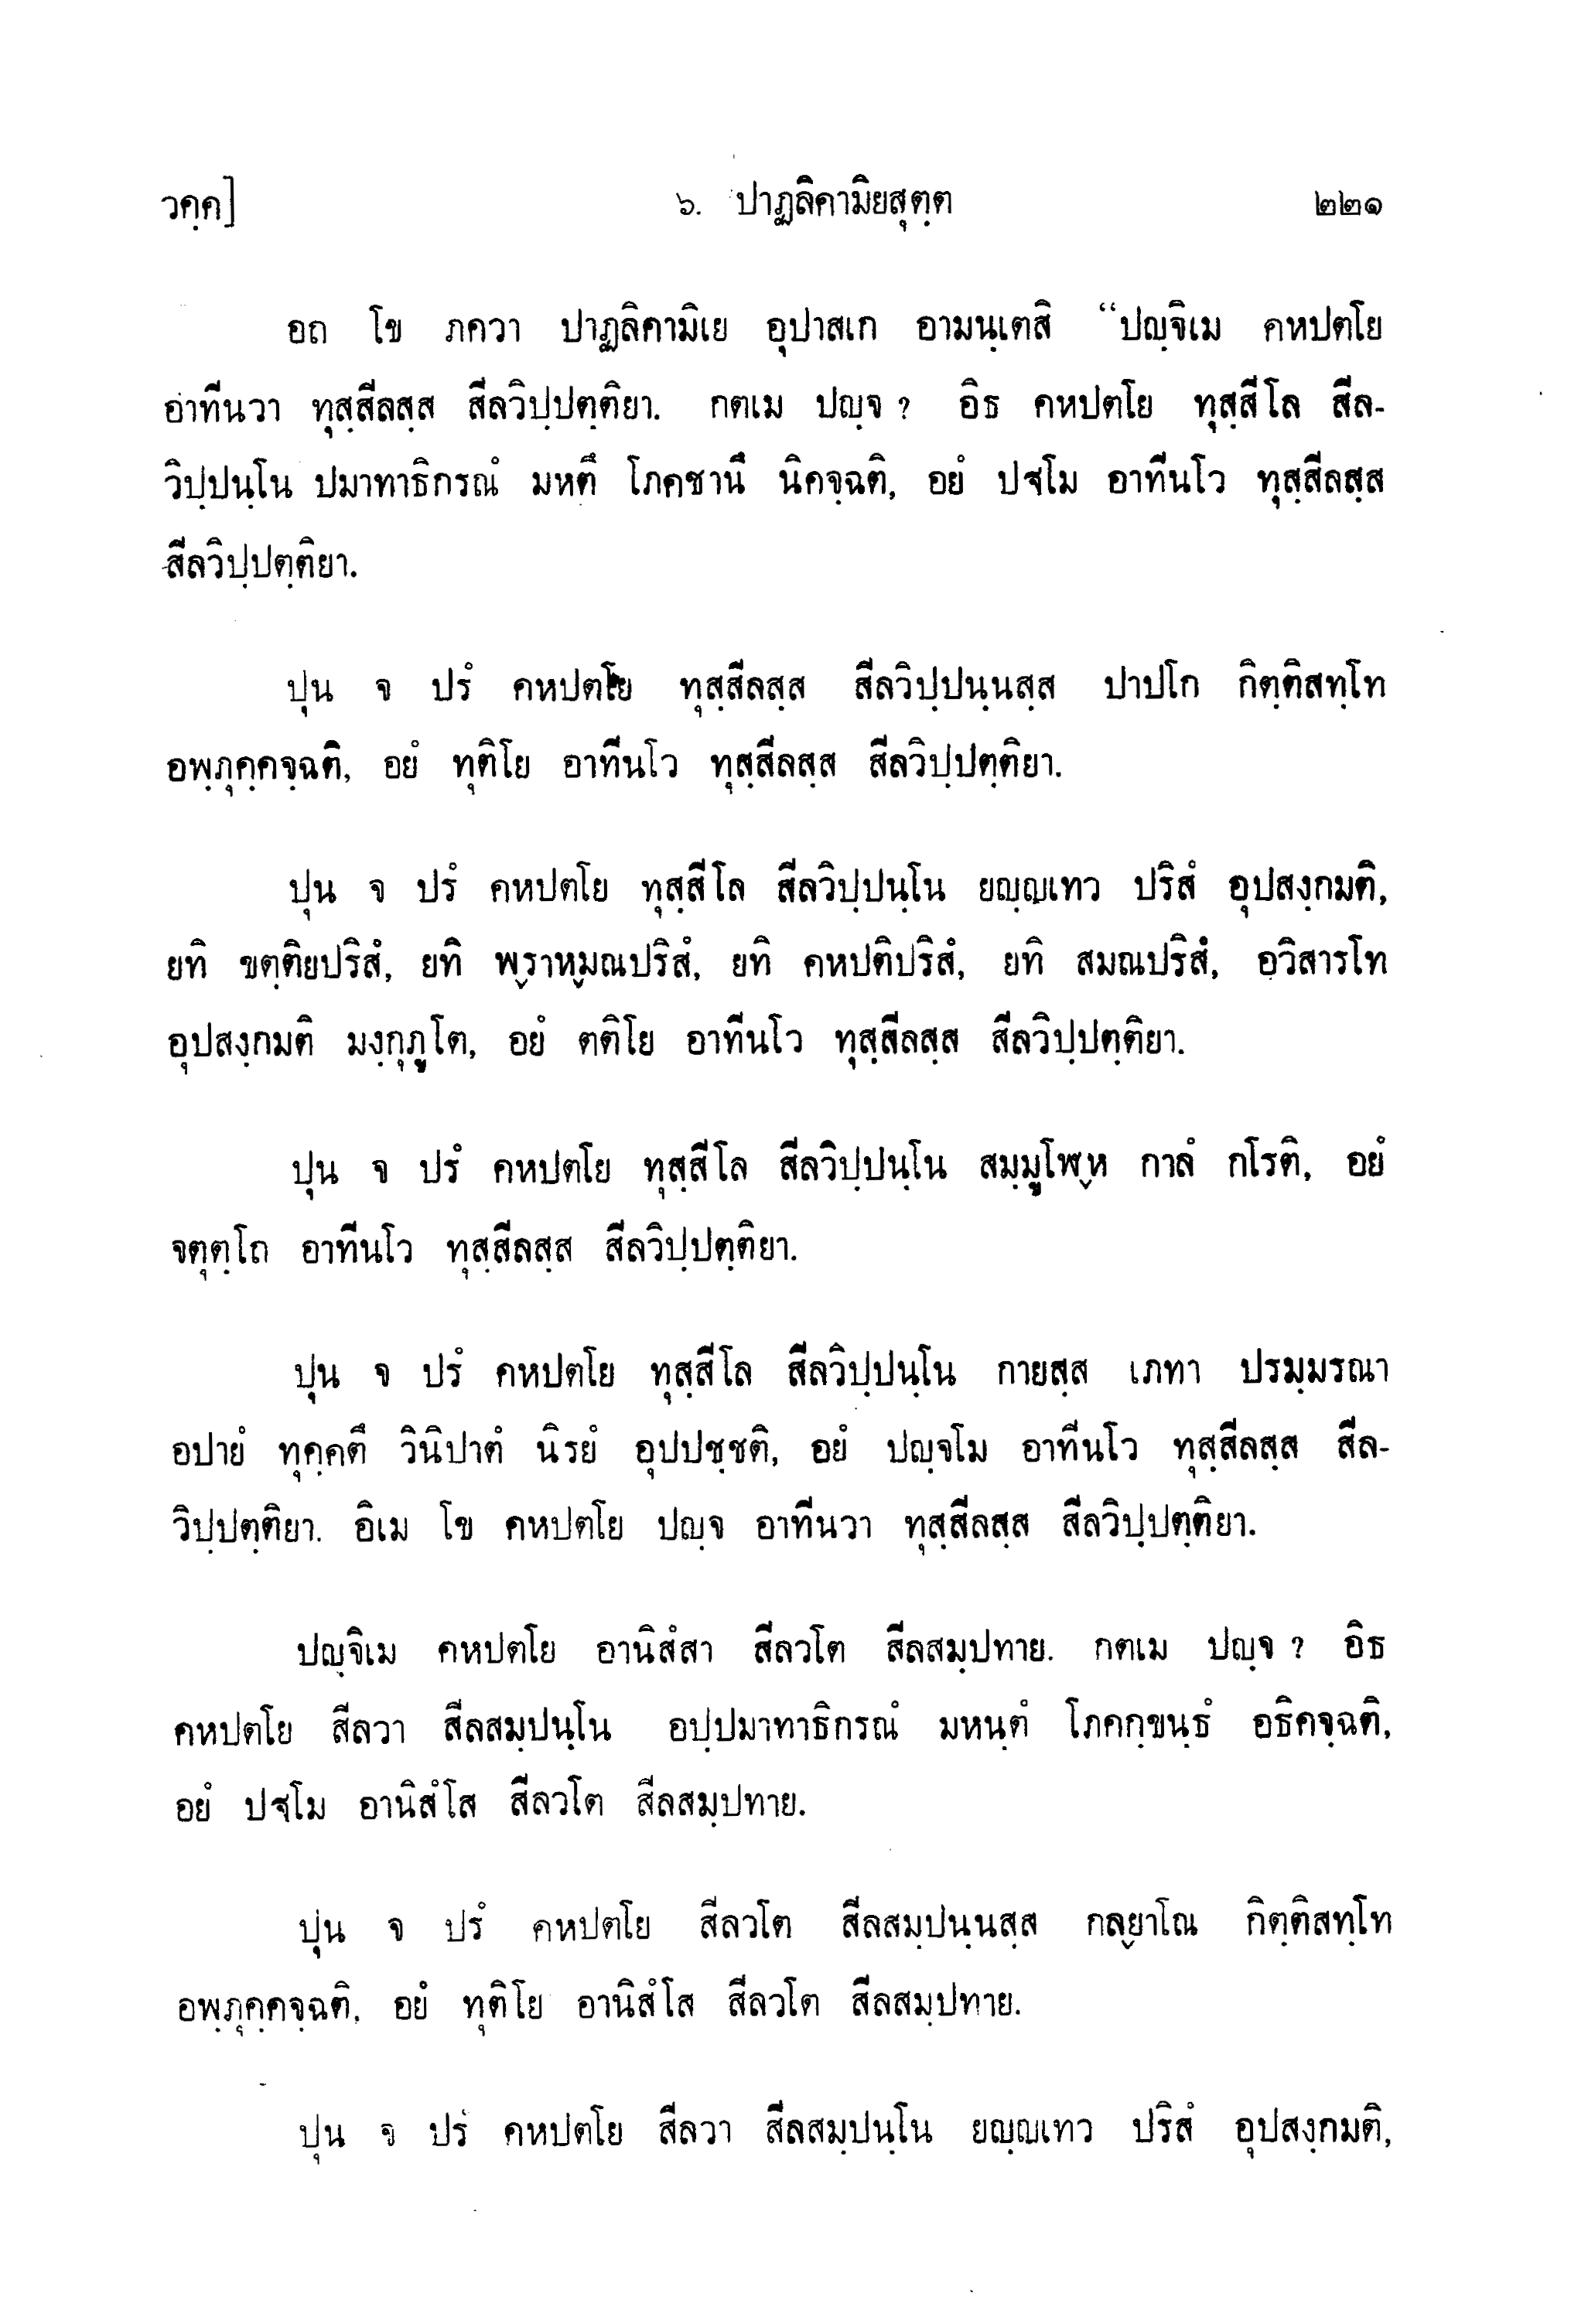 วคฺค]
๖. ปาฏลิคามิยสุตฺต
๒๒๑
อถ โข ภควา ปาฏลิคามิเย อุปาสเก อามนฺเตสิ “ปญฺจิเม คหปตโย
อาทีนวา ทุสฺสีลสฺส สีลวิปฺปตฺติยา. กตเม ปญฺจ ? อิธ คหปตโย ทุสฺสีโล สีล-
วิปฺปนฺโน ปมาทาธิกรณํ มหตึ โภคชานึ นิคจฺฉติ, อยํ ปฐโม อาทีนโว ทุสฺสีลสฺส
สีลวิปฺปตฺติยา.
ปุน จ ปรํ คหปตโย ทุสฺสีลสฺส สีลวิปฺปนฺนสฺส ปาปโก กิตฺติสทฺโท
อพฺภุคฺคจฺฉติ, อยํ ทุติโย อาทีนโว ทุสฺสีลสฺส สีลวิปฺปตฺติยา.
ปุน จ ปรํ คหปตโย ทุสฺสีโล สีลวิปฺปนฺโน ยญฺญเทว ปริสํ อุปสงฺกมติ,
ยทิ ขตฺติยปริสํ, ยทิ พฺราหฺมณปริสํ, ยทิ คหปติปริสํ, ยทิ สมณปริสํ, อวิสารโท
อุปสงฺกมติ มงฺกุภูโต, อยํ ตติโย อาทีนโว ทุสฺสีลสฺส สีลวิปฺปตฺติยา.
ปุน จ ปรํ คหปตโย ทุสฺสีโล สีลวิปฺปนฺโน สมฺมูโฬฺห กาลํ กโรติ, อยํ
จตุตฺโถ อาทีนโว ทุสฺสีลสฺส สีลวิปฺปตฺติยา.
ปุน จ ปรํ คหปตโย ทุสฺสีโล สีลวิปฺปนฺโน กายสฺส เภทา ปรมฺมรณา
อปายํ ทุคฺคตึ วินิปาตํ นิรยํ อุปปชฺชติ, อยํ ปญฺจโม อาทีนโว ทุสฺสีลสฺส สีล-
วิปฺปตฺติยา. อิเม โข คหปตโย ปญฺจ อาทีนวา ทุสฺสีลสฺส สีลวิปฺปตฺติยา.
ปญฺจิเม คหปตโย อานิสํสา สีลวโต สีลสมฺปทาย. กตเม ปญฺจ ? อิธ
คหปตโย สีลวา สีลสมฺปนฺโน อปฺปมาทาธิกรณํ มหนฺตํ โภคกฺขนฺธํ อธิคจฺฉติ,
อยํ ปฐโม อานิสํโส สีลวโต สีลสมฺปทาย.
ปุน จ ปรํ คหปตโย สีลวโต สีลสมฺปนฺนสฺส กลฺยาโณ กิตฺติสทฺโท
อพฺภุคฺคจฺฉติ, อยํ ทุติโย อานิสํโส สีลวโต สีลสมฺปทาย.
ปุน จ ปรํ คหปตโย สีลวา สีลสมฺปนฺโน ยญฺญเทว ปริสํ อุปสงฺกมติ,